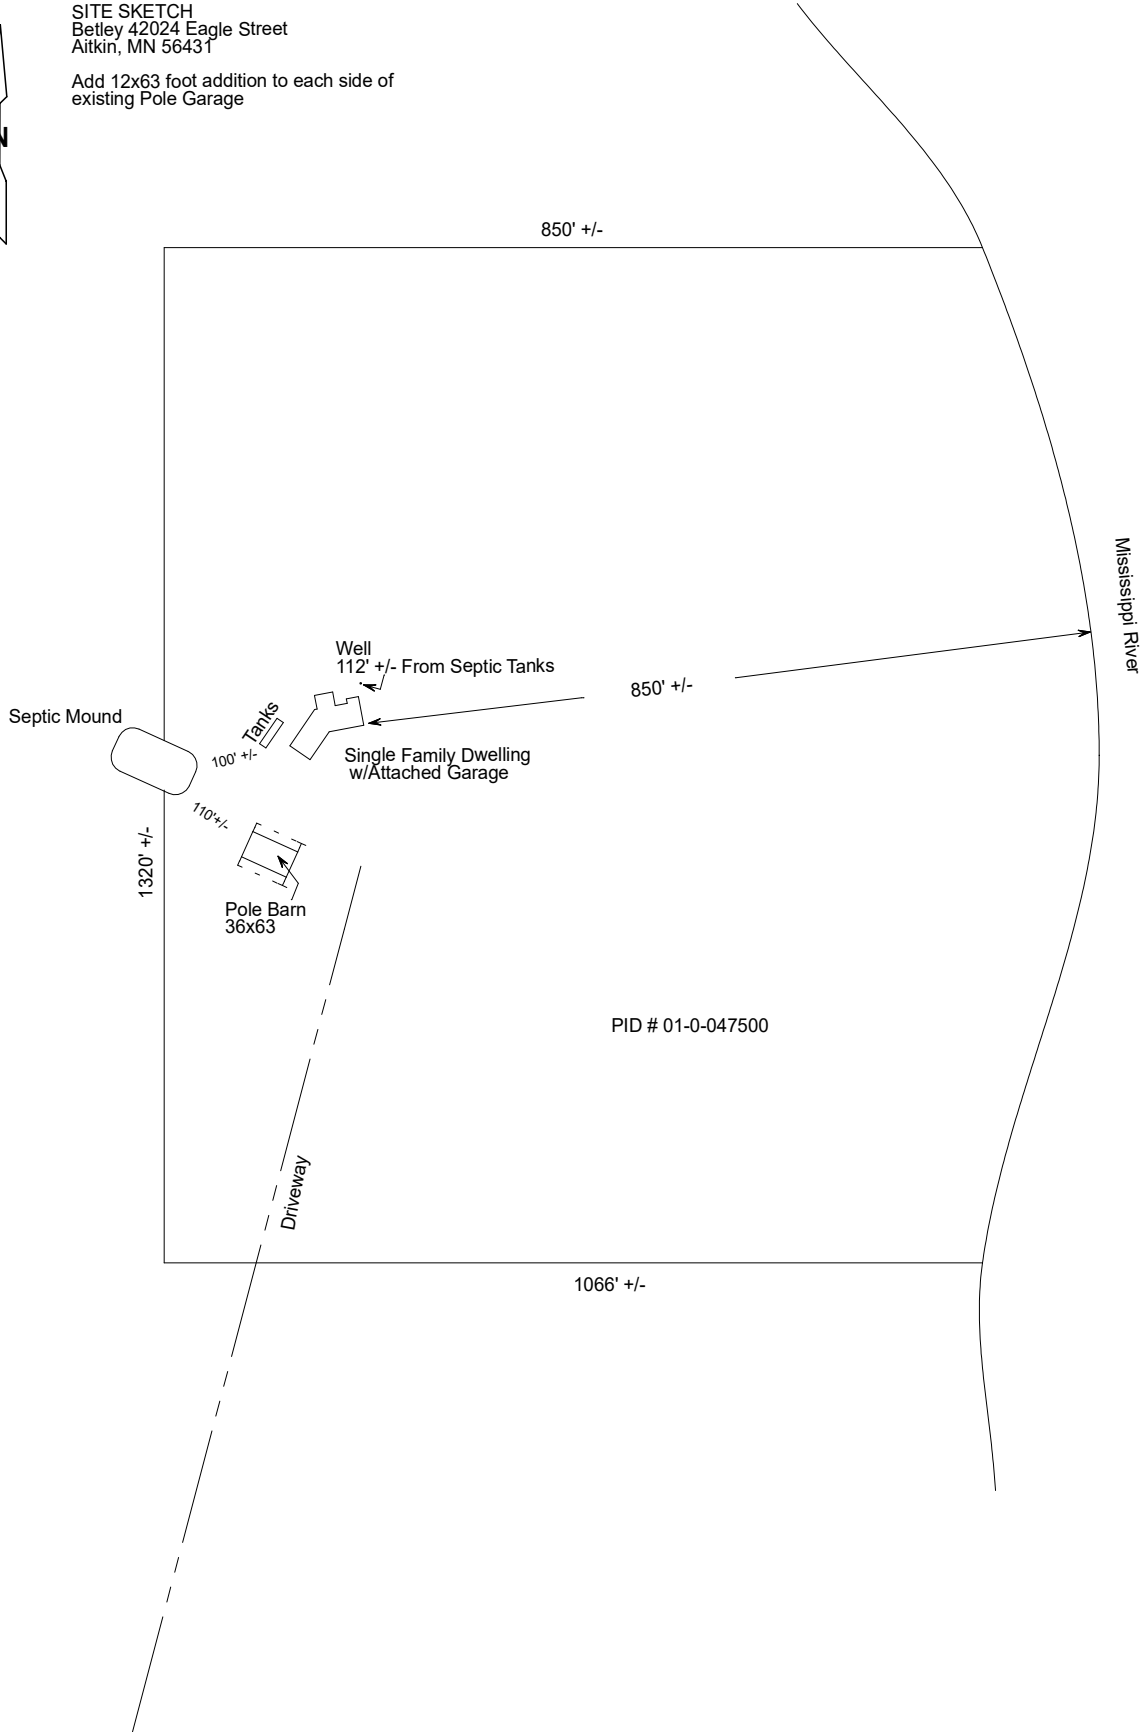 SITE SKETCH
Betley 42024 Eagle Street
Aitkin, MN 56431
Add 12x63 foot addition to each side of
existing Pole Garage
N
850' +/-
Mississippi River
Well
112' +/- From Septic Tanks
850' +/-
Septic Mound
Tanks
100' +/-
Single Family Dwelling
w/Attached Garage
110'+/-
1320' +/-
Pole Barn
36x63
PID # 01-0-047500
Driveway
1066' +/-